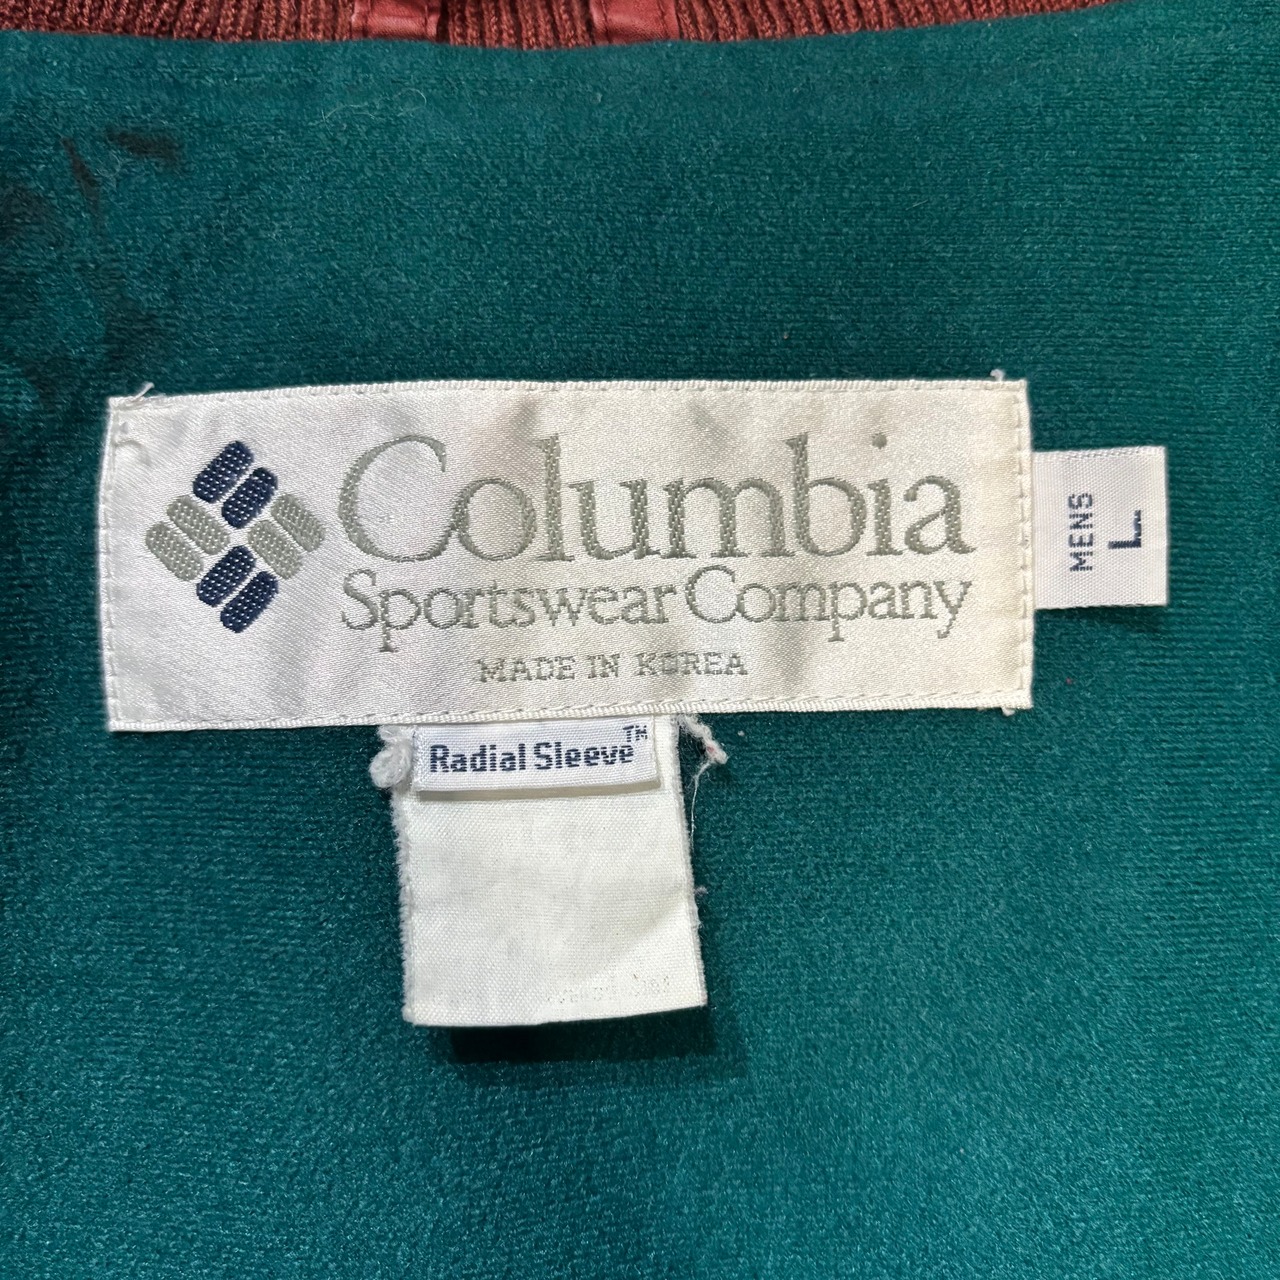 Columbia
Sportswear Company
MADE IN KOREA
MENS
L
Radial Sleeve™